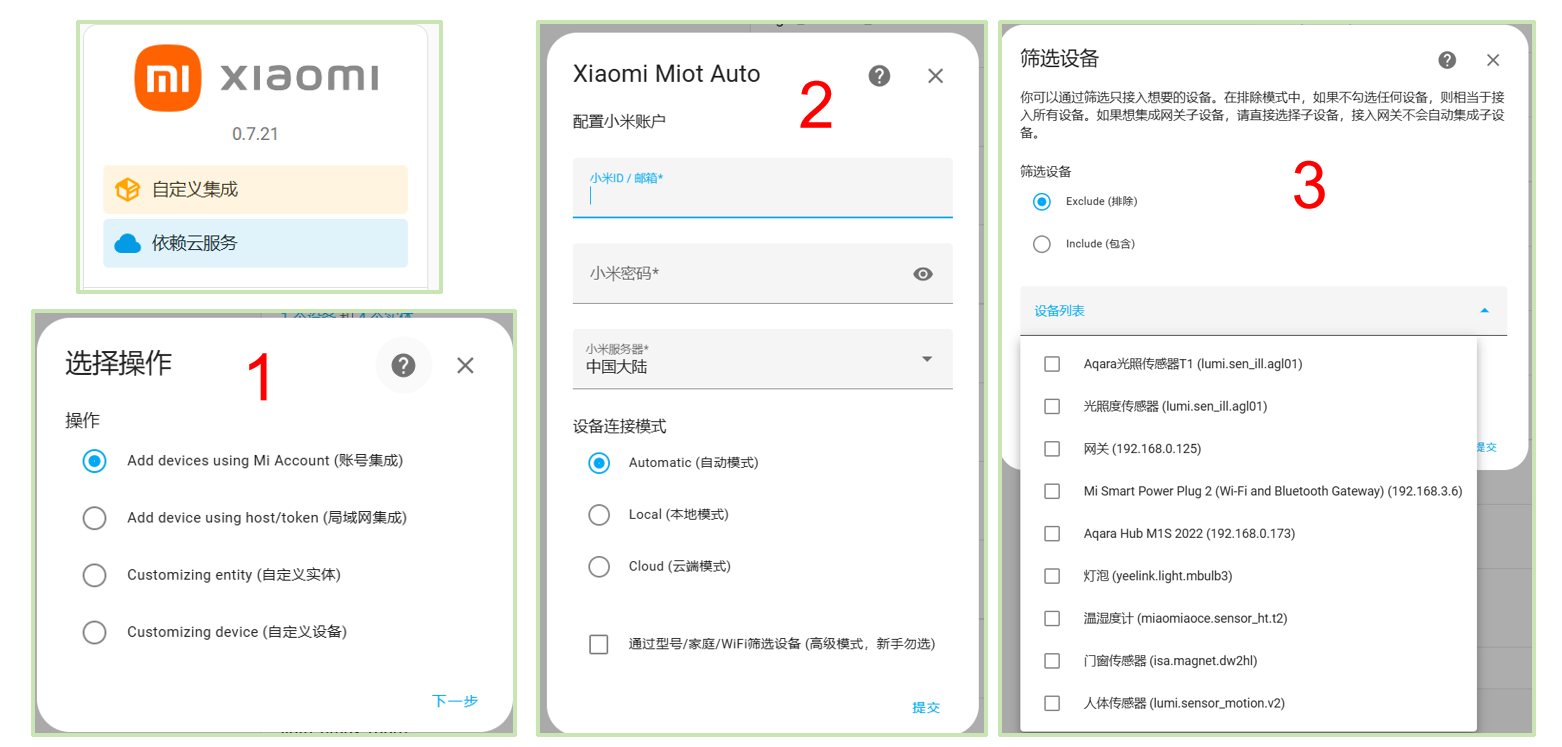 mi xiaomi
0.7.21
自定义集成
依赖云服务
选择操作
1
操作
Add devices using Mi Account (账号集成)
Add device using host/token (局域网集成)
Customizing entity (自定义实体)
Customizing device (自定义设备)
下一步
Xiaomi Miot Auto
2
配置小米账户
小米ID / 邮箱*
小米密码*
小米服务器*
中国大陆
设备连接模式
Automatic (自动模式)
Local (本地模式)
Cloud (云端模式)
通过型号/家庭/WiFi筛选设备 (高级模式，新手勿选)
提交
筛选设备
你可以通过筛选只接入想要的设备。在排除模式中，如果不勾选任何设备，则相当于接
入所有设备。如果想集成网关子设备，请直接选择子设备，接入网关不会自动集成子设
备。
筛选设备
3
Exclude (排除)
Include (包含)
设备列表
Aqara光照传感器T1 (lumi.sen_ill.agl01)
光照度传感器 (lumi.sen_ill.agl01)
网关 (192.168.0.125)
提交
Mi Smart Power Plug 2 (Wi-Fi and Bluetooth Gateway) (192.168.3.6)
Aqara Hub M1S 2022 (192.168.0.173)
灯泡 (yeelink.light.mbulb3)
温湿度计 (miaomiaoce.sensor_ht.t2)
门窗传感器 (isa.magnet.dw2hl)
人体传感器 (lumi.sensor_motion.v2)